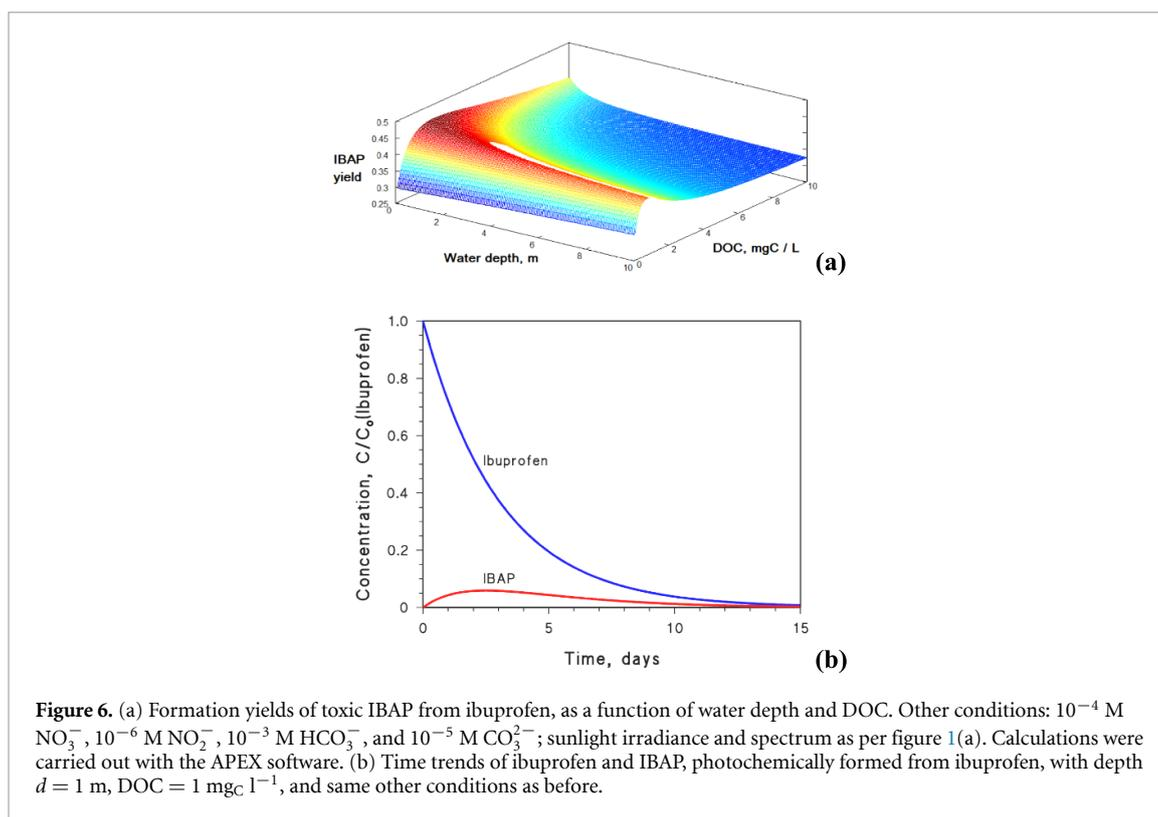 0.5
0.45
0.4
0.35
0.3
0.25
IBAP
yield
0
2
4
6
8
10
Water depth, m
0
2
4
6
8
10
DOC, mgC / L
(a)
1.0
0.8
0.6
0.4
0.2
0
Concentration, C/C₀(Ibuprofen)
Ibuprofen
IBAP
0
5
10
15
Time, days
(b)
Figure 6. (a) Formation yields of toxic IBAP from ibuprofen, as a function of water depth and DOC. Other conditions: 10⁻⁴ M
NO₃⁻, 10⁻⁶ M NO₂⁻, 10⁻³ M HCO₃⁻, and 10⁻⁵ M CO₃²⁻; sunlight irradiance and spectrum as per figure 1(a). Calculations were
carried out with the APEX software. (b) Time trends of ibuprofen and IBAP, photochemically formed from ibuprofen, with depth
d = 1 m, DOC = 1 mg_C l⁻¹, and same other conditions as before.